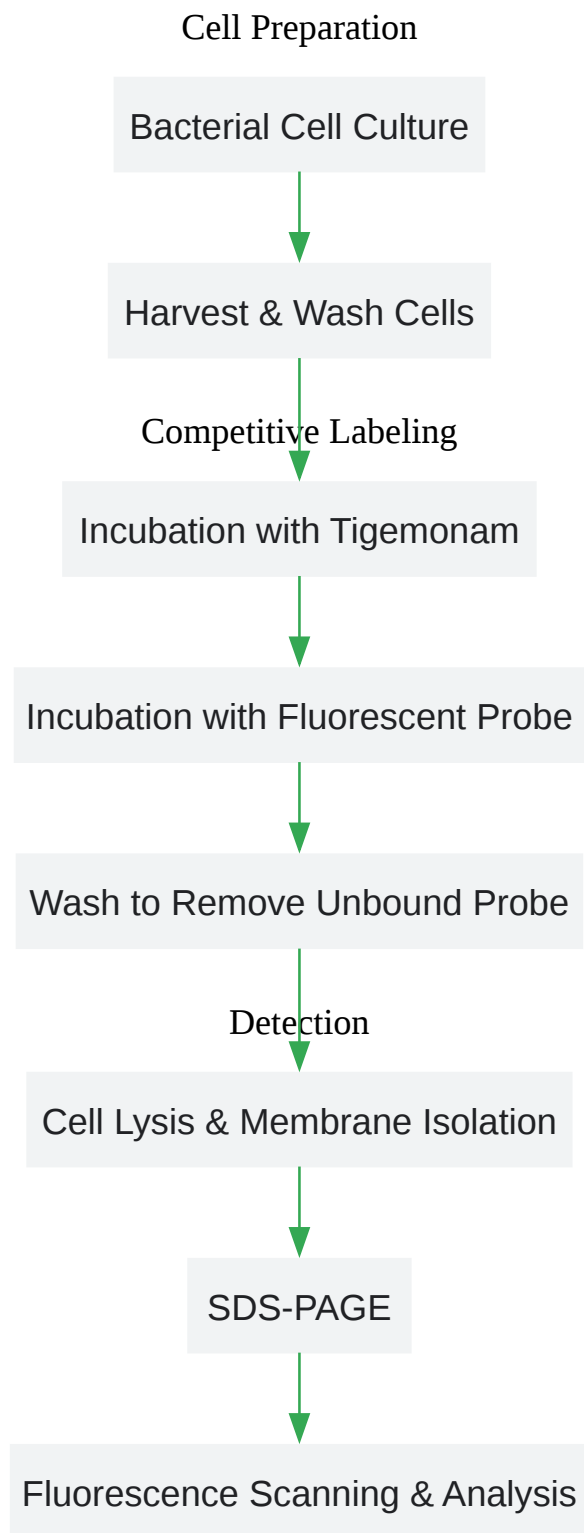 Cell Preparation
Bacterial Cell Culture
Harvest & Wash Cells
Competitive Labeling
Incubation with Tigemonam
Incubation with Fluorescent Probe
Wash to Remove Unbound Probe
Detection
Cell Lysis & Membrane Isolation
SDS-PAGE
Fluorescence Scanning & Analysis